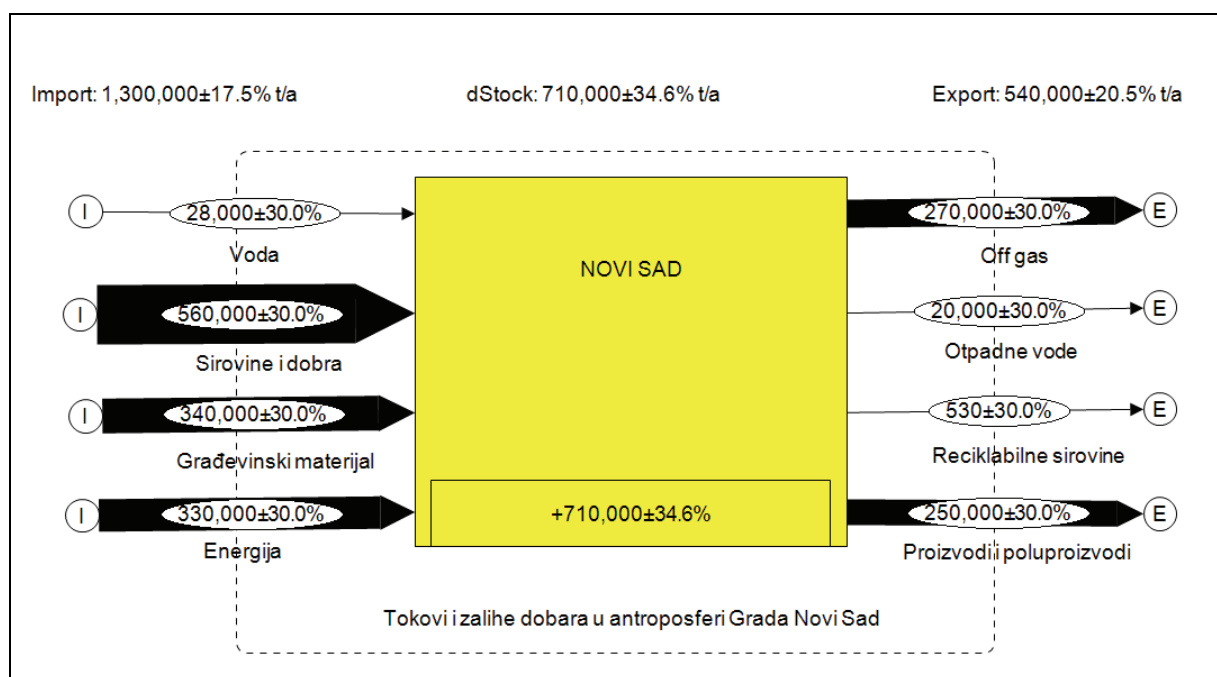 Import: 1,300,000±17.5% t/a
dStock: 710,000±34.6% t/a
Export: 540,000±20.5% t/a
I
28,000±30.0%
Voda
I
560,000±30.0%
Sirovine i dobra
I
340,000±30.0%
Građevinski materijal
I
330,000±30.0%
Energija
NOVI SAD
+710,000±34.6%
270,000±30.0%
E
Off gas
20,000±30.0%
E
Otpadne vode
530±30.0%
E
Reciklabilne sirovine
250,000±30.0%
E
Proizvodi i poluproizvodi
Tokovi i zalihe dobara u antroposferi Grada Novi Sad